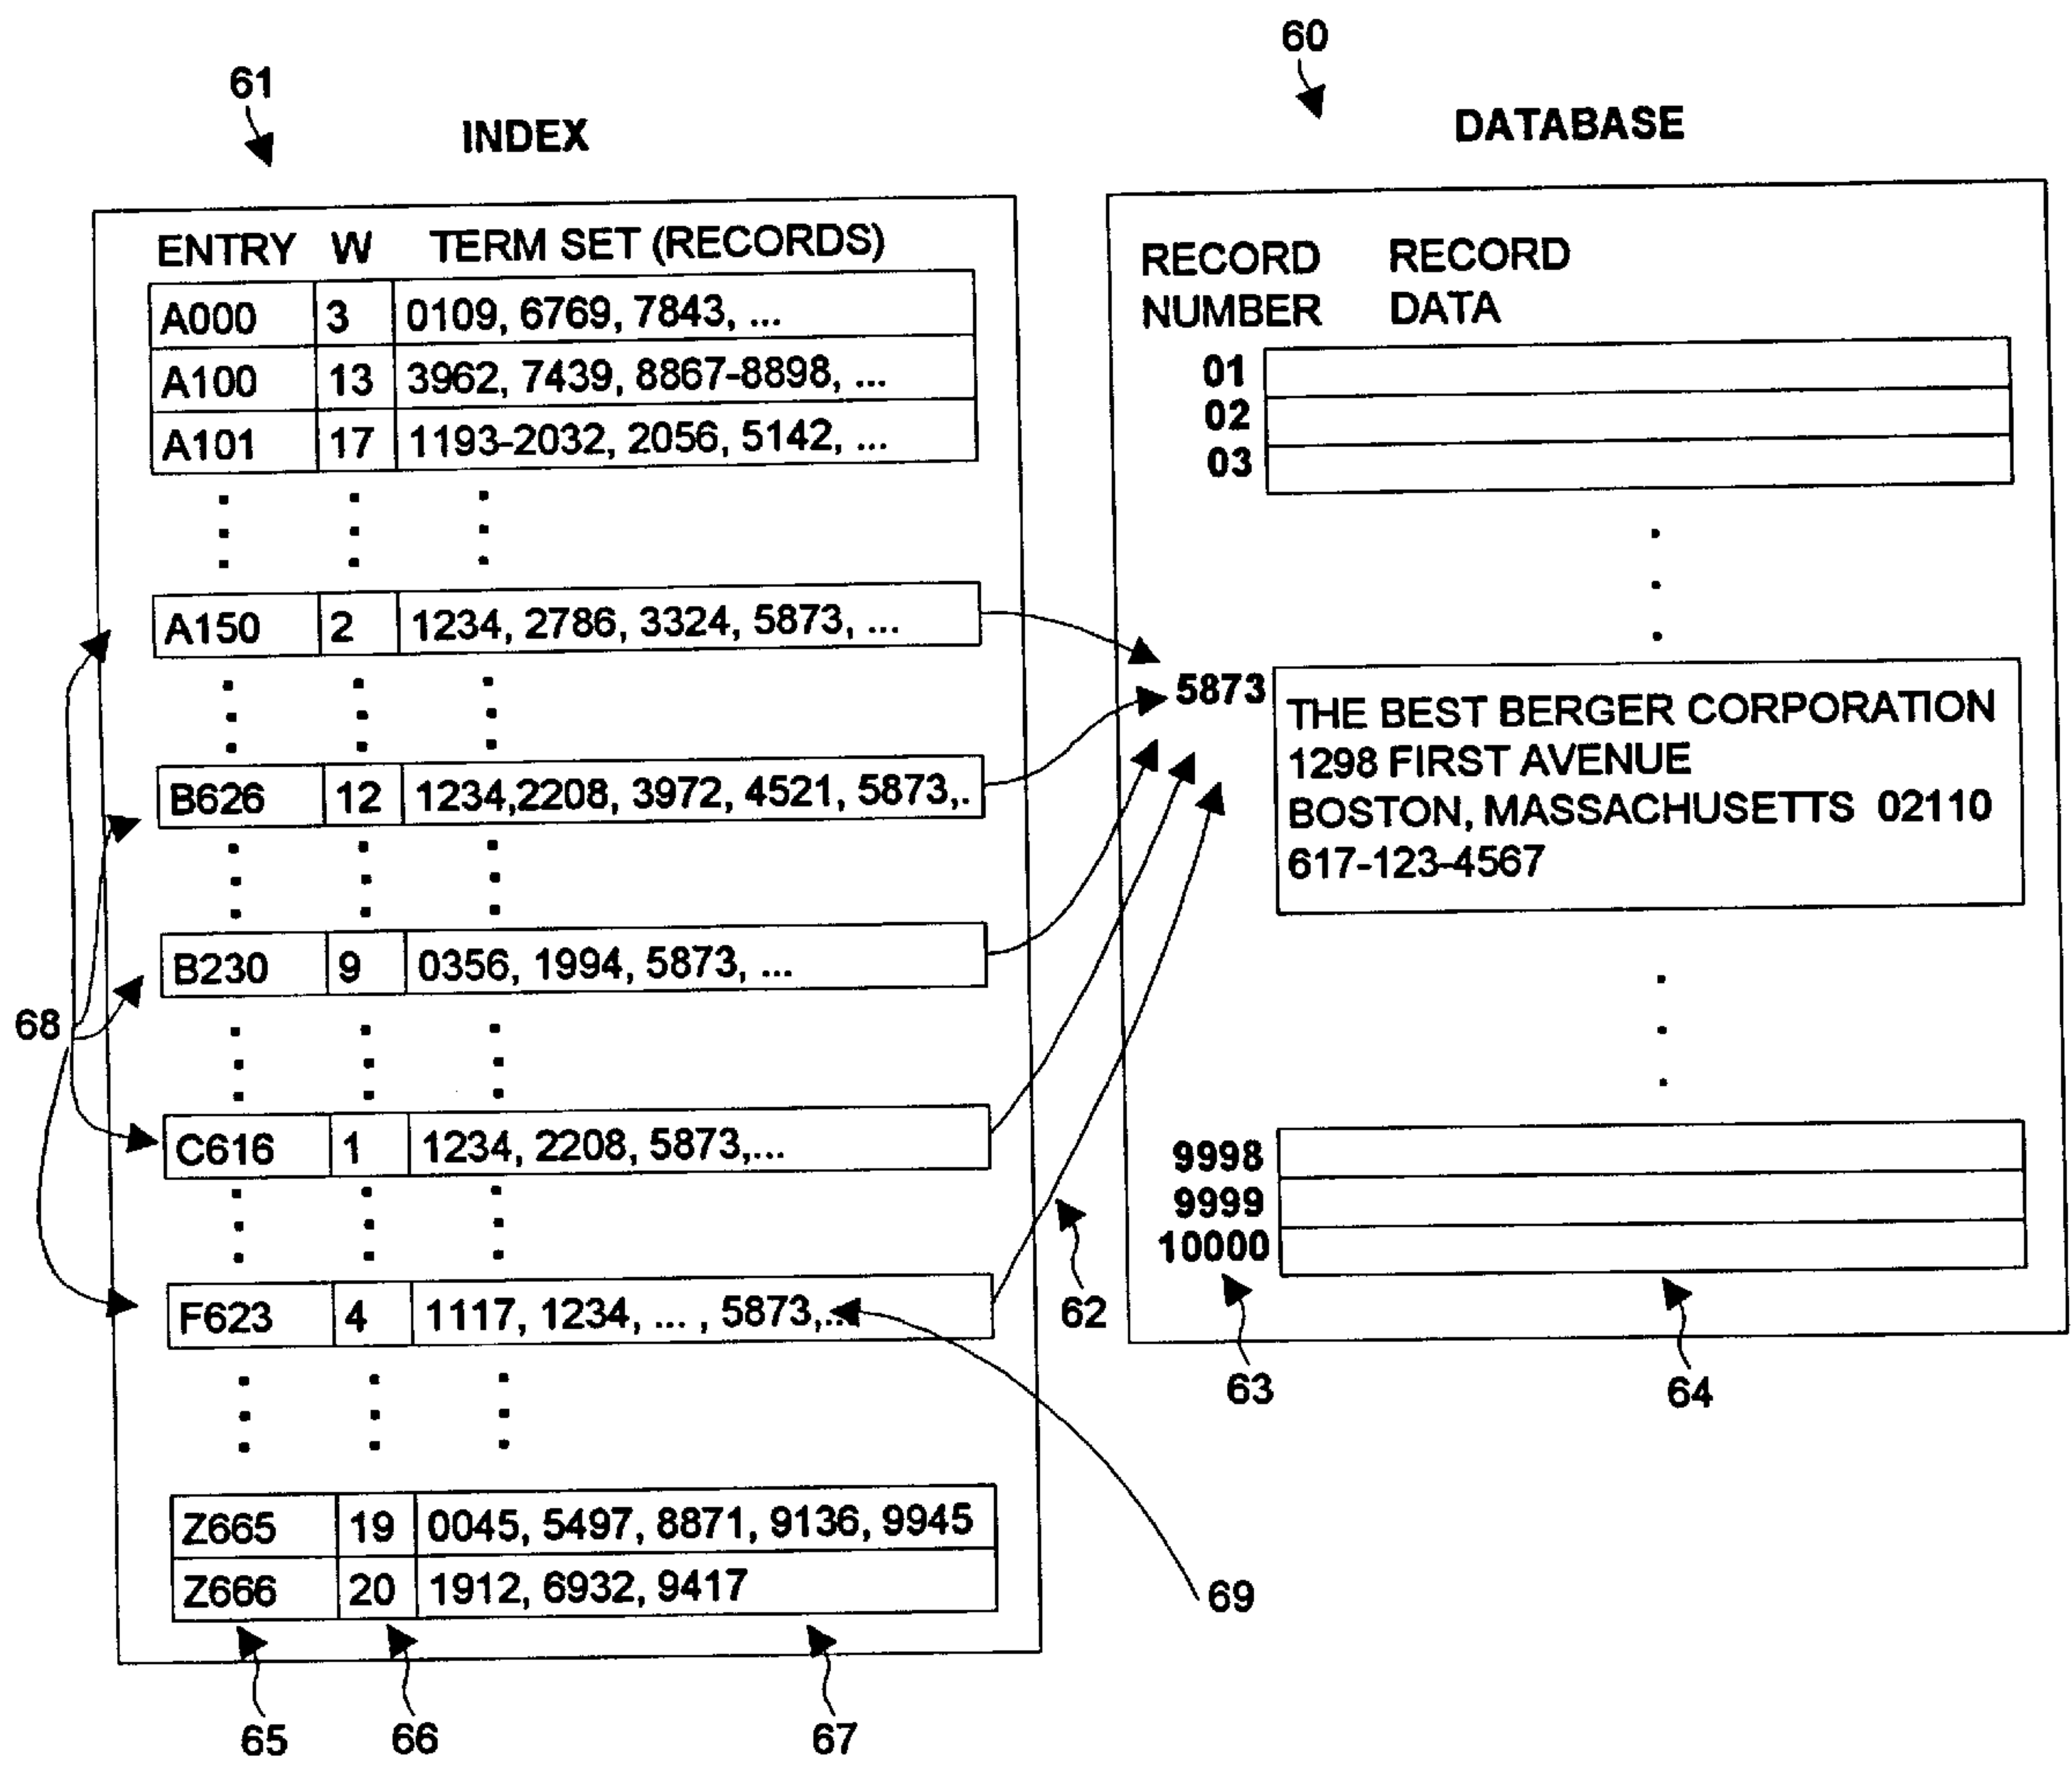 60
61
INDEX
DATABASE
ENTRY W TERM SET (RECORDS)
A000 3 0109, 6769, 7843, ...
A100 13 3962, 7439, 8867-8898, ...
A101 17 1193-2032, 2056, 5142, ...
A150 2 1234, 2786, 3324, 5873, ...
B626 12 1234,2208, 3972, 4521, 5873,.
B230 9 0356, 1994, 5873, ...
68
C616 1 1234, 2208, 5873,...
F623 4 1117, 1234, ... , 5873,...
Z665 19 0045, 5497, 8871, 9136, 9945
Z666 20 1912, 6932, 9417
65 66 67
RECORD RECORD
NUMBER DATA
01
02
03
5873
THE BEST BERGER CORPORATION
1298 FIRST AVENUE
BOSTON, MASSACHUSETTS 02110
617-123-4567
9998
9999
10000
62
63
64
69